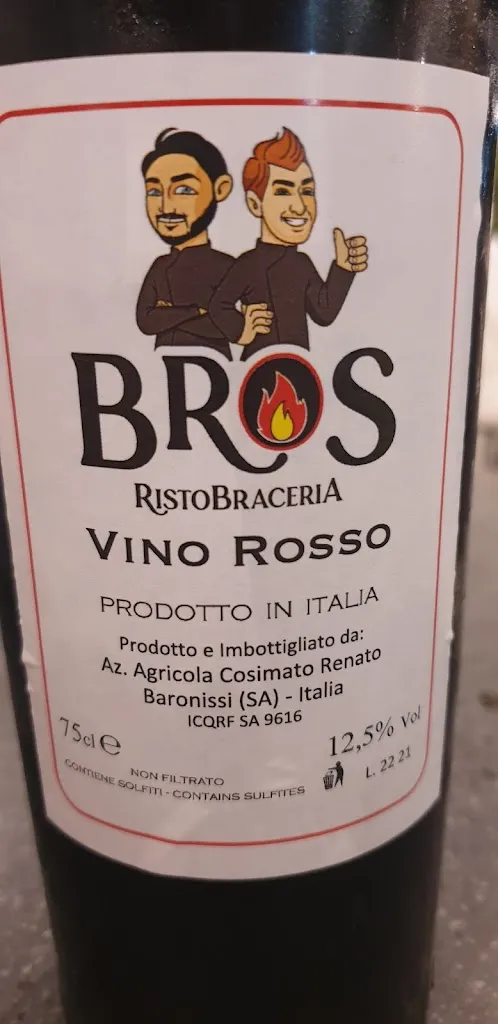 BROS
RISTOBRACERIA
VINO ROSSO
PRODOTTO IN ITALIA
Prodotto e Imbottigliato da:
Az. Agricola Cosimato Renato
Baronissi (SA) - Italia
ICQRF SA 9616
75cl e
12,5% Vol
NON FILTRATO
L. 22 21
CONTIENE SOLFITI - CONTAINS SULFITES